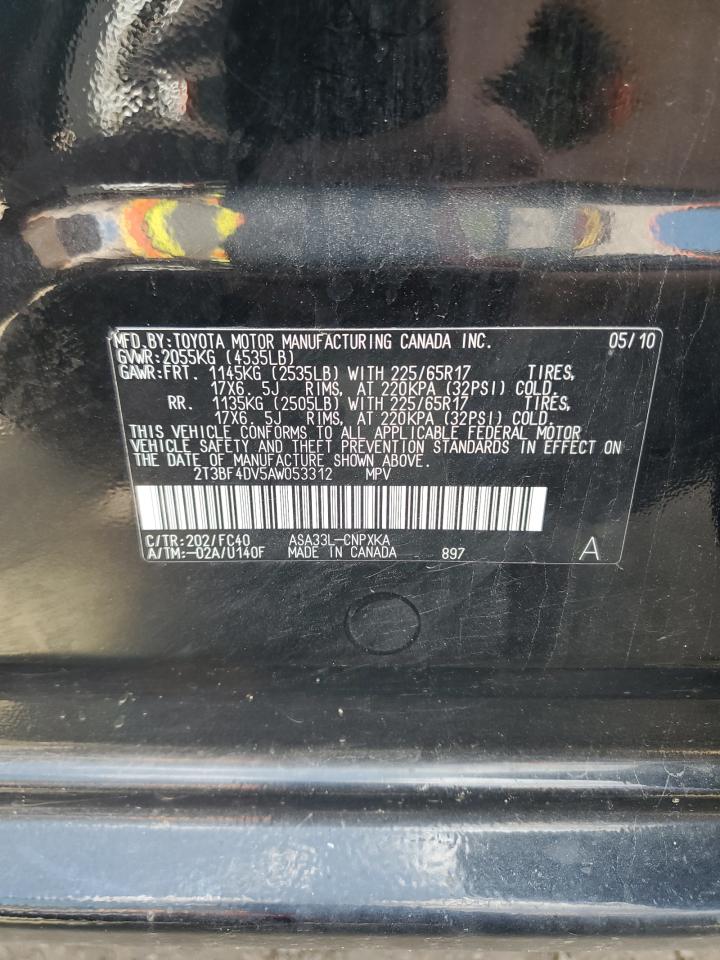 MFD.BY:TOYOTA MOTOR MANUFACTURING CANADA INC. 05/10
GVWR:2055KG (4535LB)
GAWR:FRT. 1145KG (2535LB) WITH 225/65R17 TIRES,
17X6. 5J RIMS, AT 220KPA (32PSI) COLD.
RR. 1135KG (2505LB) WITH 225/65R17 TIRES,
17X6. 5J RIMS, AT 220KPA (32PSI) COLD.
THIS VEHICLE CONFORMS TO ALL APPLICABLE FEDERAL MOTOR
VEHICLE SAFETY AND THEFT PREVENTION STANDARDS IN EFFECT ON
THE DATE OF MANUFACTURE SHOWN ABOVE.
2T3BF4DV5AW053312 MPV
C/TR:202/FC40 ASA33L-CNPXKA
A/TM:-02A/U140F MADE IN CANADA 897 A